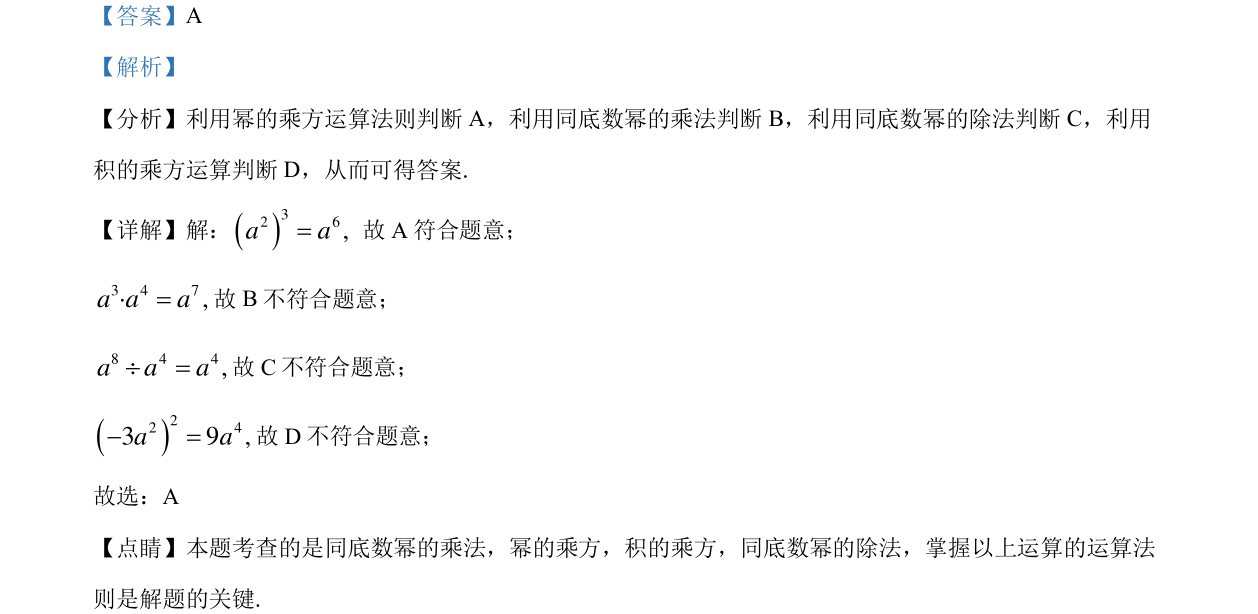 【答案】A
【解析】
【分析】利用幂的乘方运算法则判断 A，利用同底数幂的乘法判断 B，利用同底数幂的除法判断 C，利用
积的乘方运算判断 D，从而可得答案.
【详解】解：(a²)³ = a⁶, 故 A 符合题意；
a³·a⁴ = a⁷, 故 B 不符合题意；
a⁸ ÷ a⁴ = a⁴, 故 C 不符合题意；
(−3a²)² = 9a⁴, 故 D 不符合题意；
故选：A
【点睛】本题考查的是同底数幂的乘法，幂的乘方，积的乘方，同底数幂的除法，掌握以上运算的运算法
则是解题的关键.